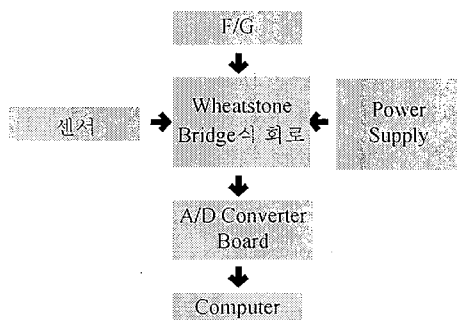 F/G
센서
Wheatstone
Bridge식 회로
Power
Supply
A/D Converter
Board
Computer